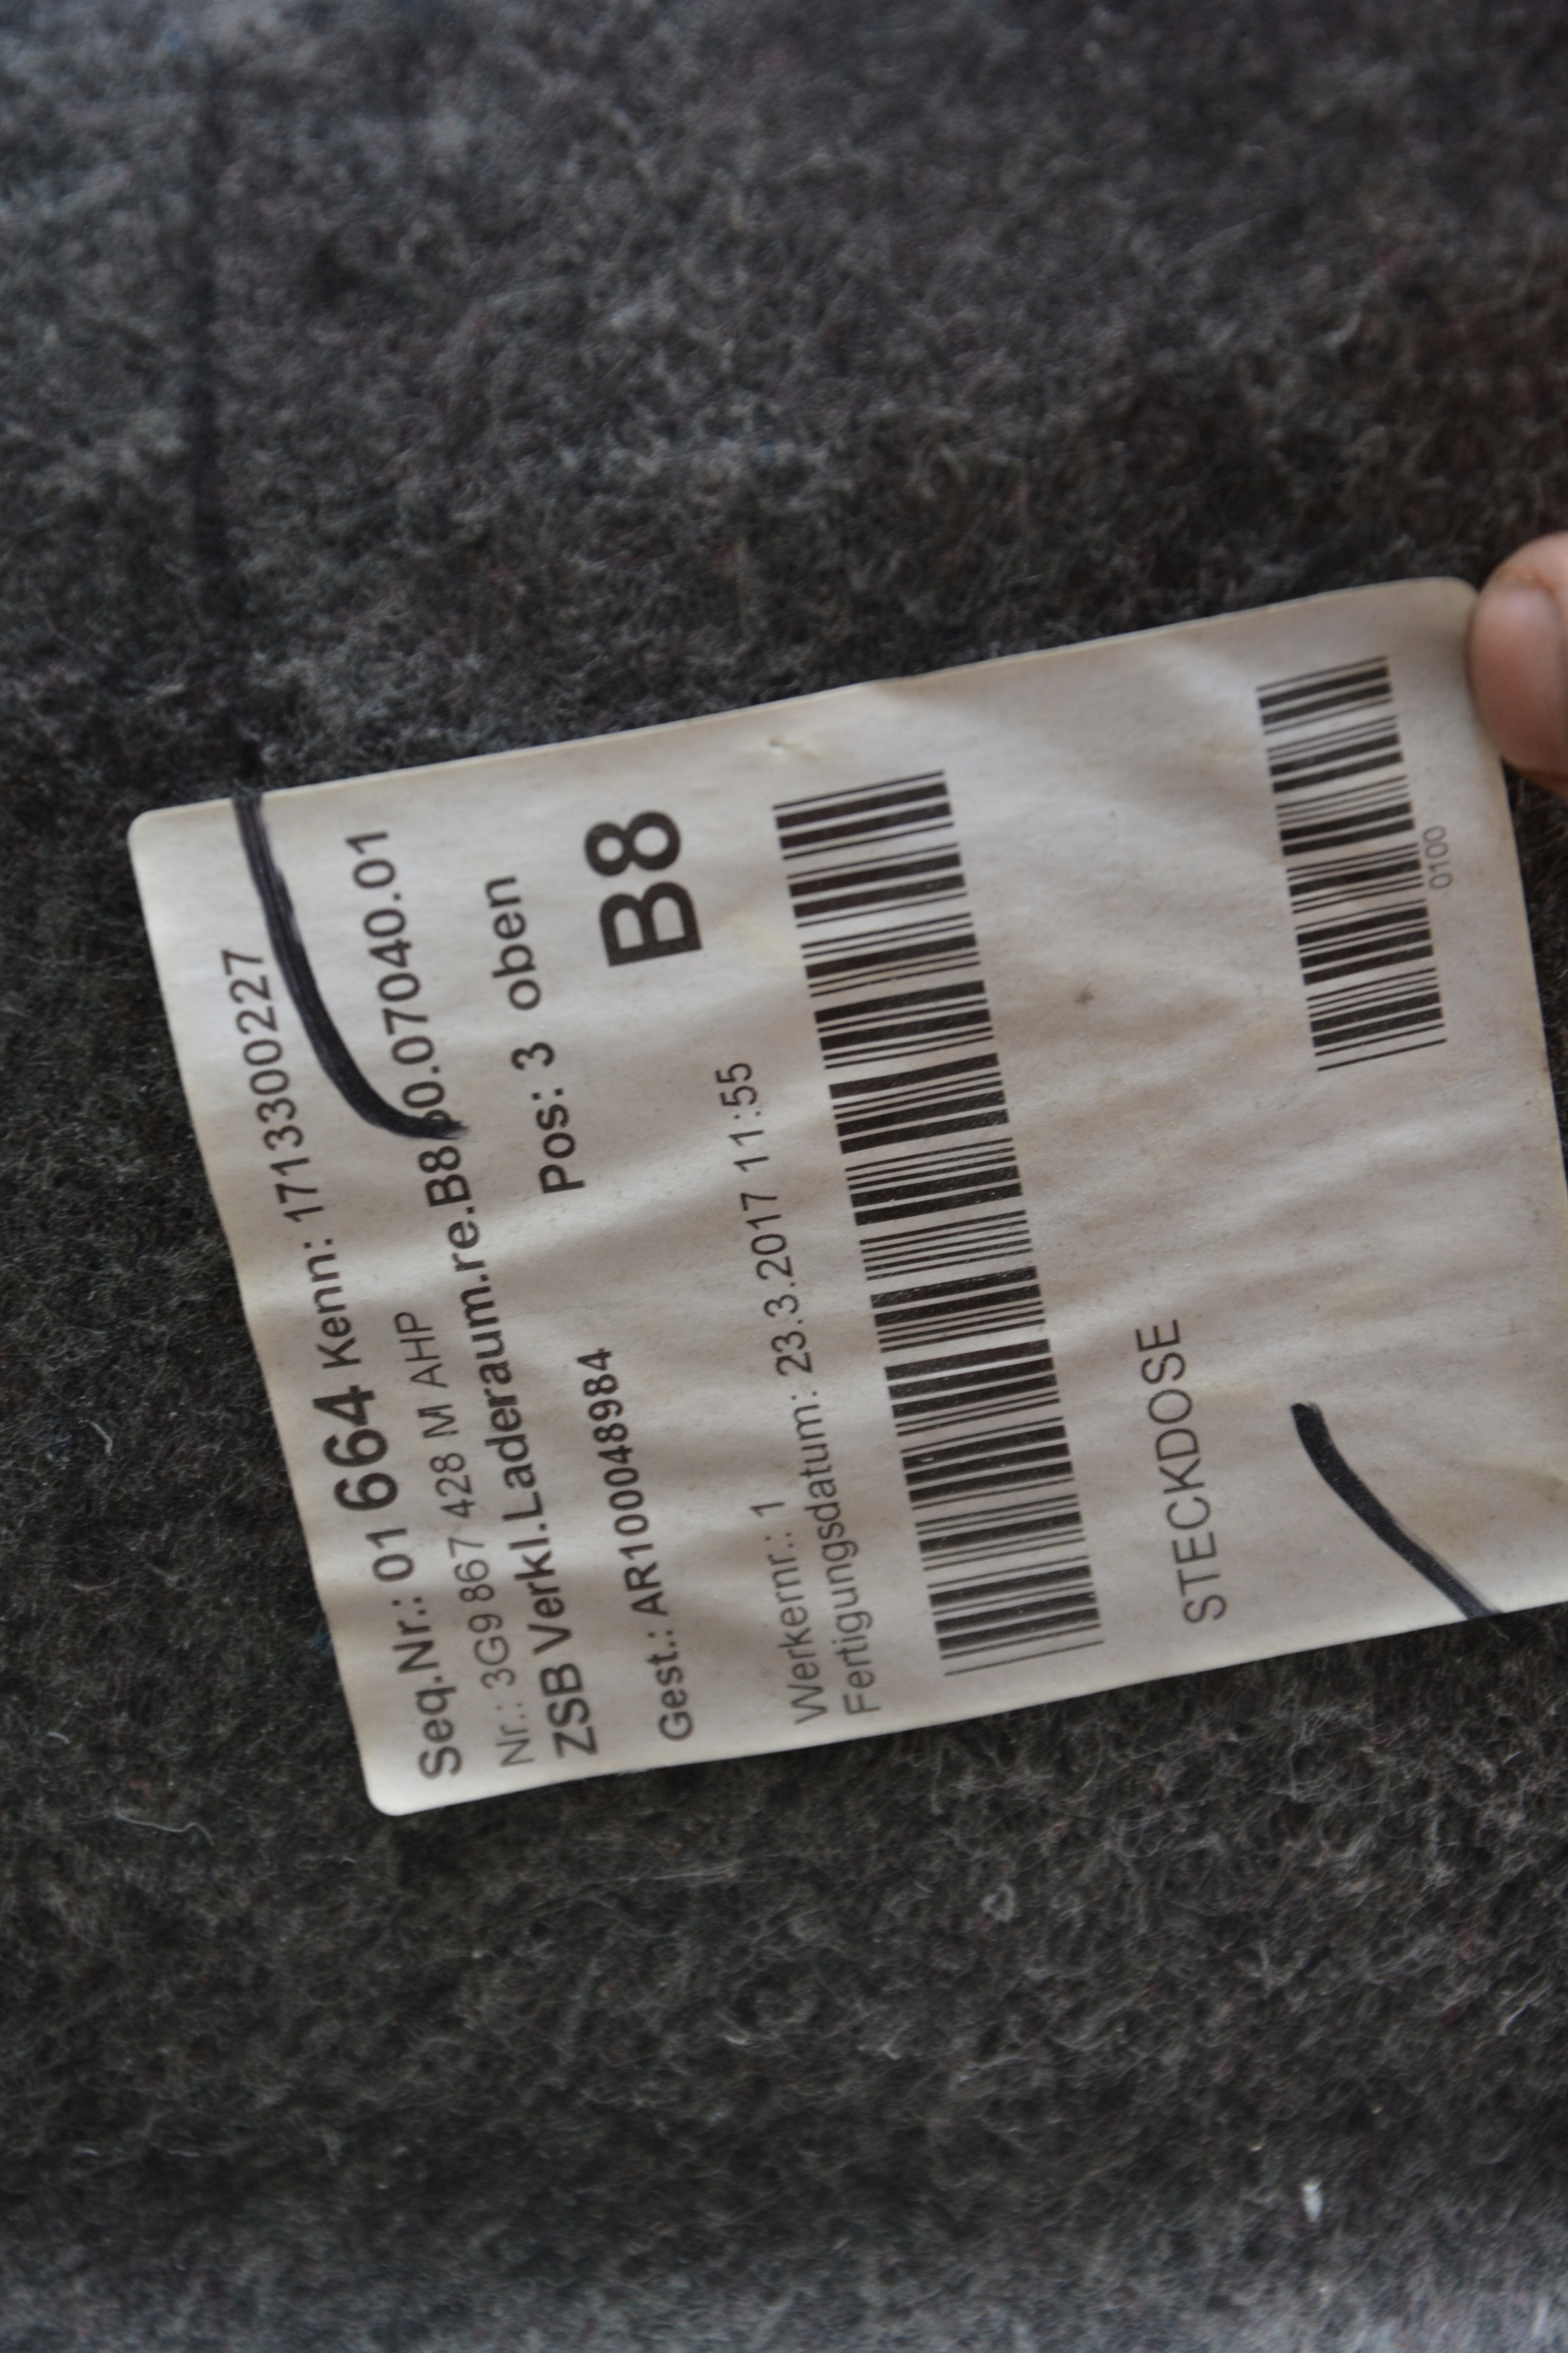 Seq.Nr.: 01 664 Kenn: 1713300227
Nr.: 3G9 867 428 M AHP
ZSB Verkl.Laderaum.re.B8 0.07040.01
Pos: 3 oben
Gest.: AR100048984
B8
Werkernr.: 1
Fertigungsdatum: 23.3.2017 11:55
STECKDOSE
0100